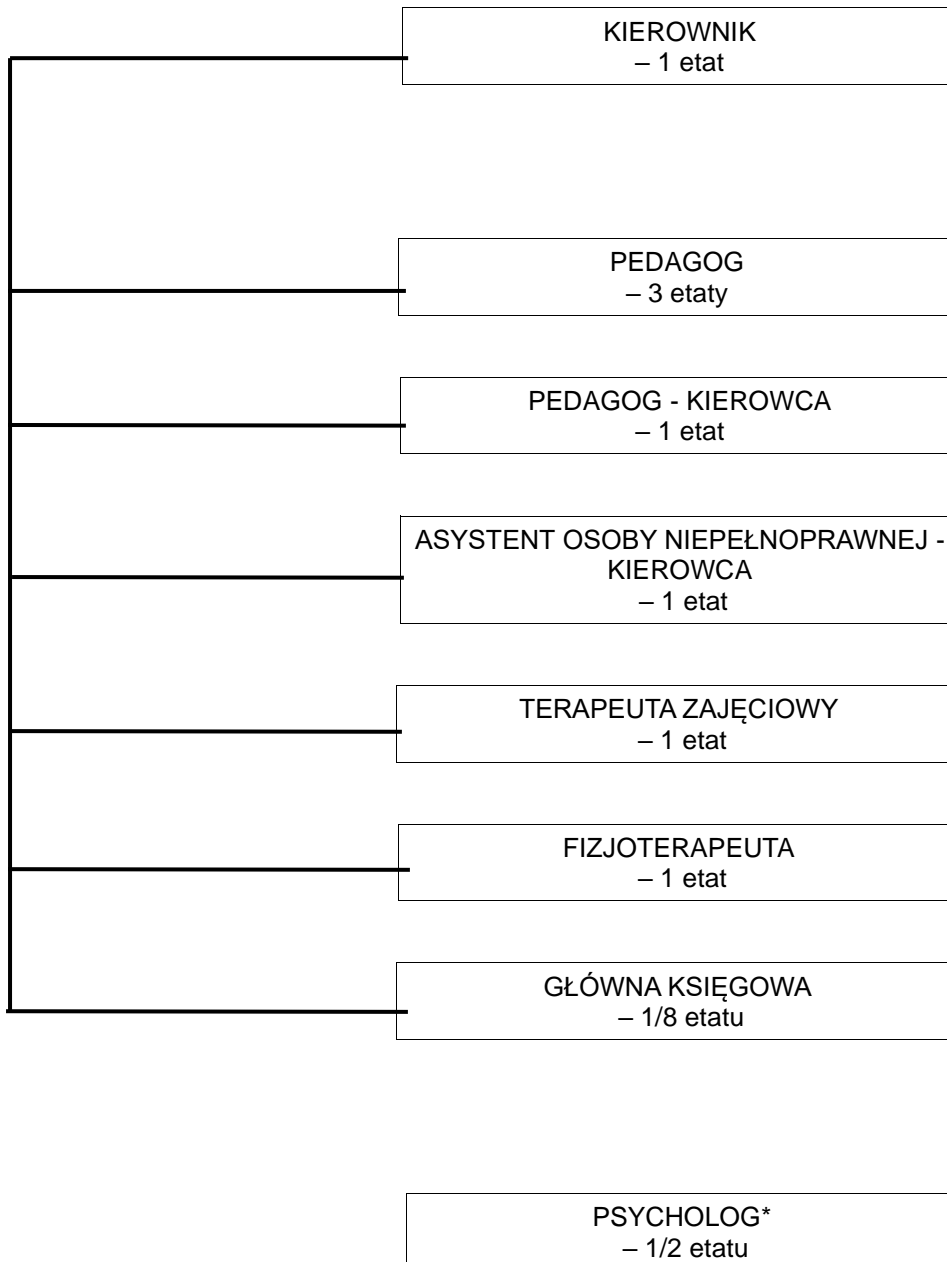 KIEROWNIK
– 1 etat
PEDAGOG
– 3 etaty
PEDAGOG - KIEROWCA
– 1 etat
ASYSTENT OSOBY NIEPEŁNOPRAWNEJ -
KIEROWCA
– 1 etat
TERAPEUTA ZAJĘCIOWY
– 1 etat
FIZJOTERAPEUTA
– 1 etat
GŁÓWNA KSIĘGOWA
– 1/8 etatu
PSYCHOLOG*
– 1/2 etatu